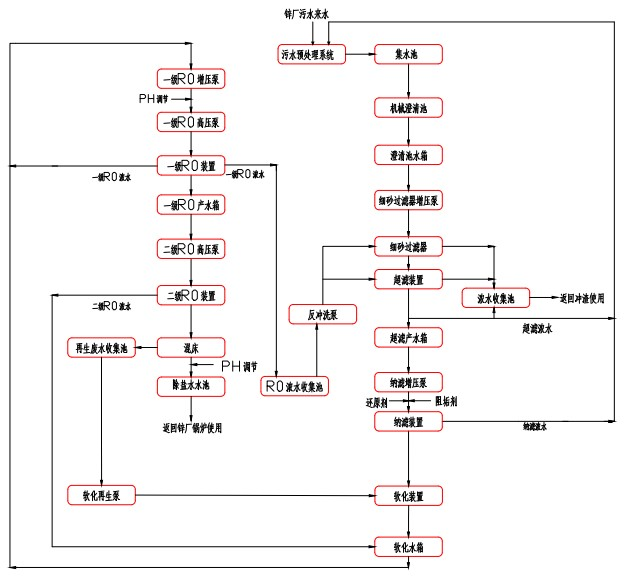 锌厂污水来水
污水预处理系统
集水池
一级RO增压泵
PH调节
一级RO高压泵
机械澄清池
一级RO装置
澄清池水箱
一级RO浓水
一级RO浓水
一级RO产水箱
细砂过滤器增压泵
二级RO高压泵
细砂过滤器
超滤装置
二级RO装置
浓水收集池
返回冲渣使用
二级RO浓水
反冲洗泵
超滤浓水
再生废水收集池
混床
超滤产水箱
PH调节
除盐水水池
RO浓水收集池
纳滤增压泵
还原剂
阻垢剂
返回锌厂锅炉使用
纳滤装置
纳滤浓水
软化再生泵
软化装置
软化水箱